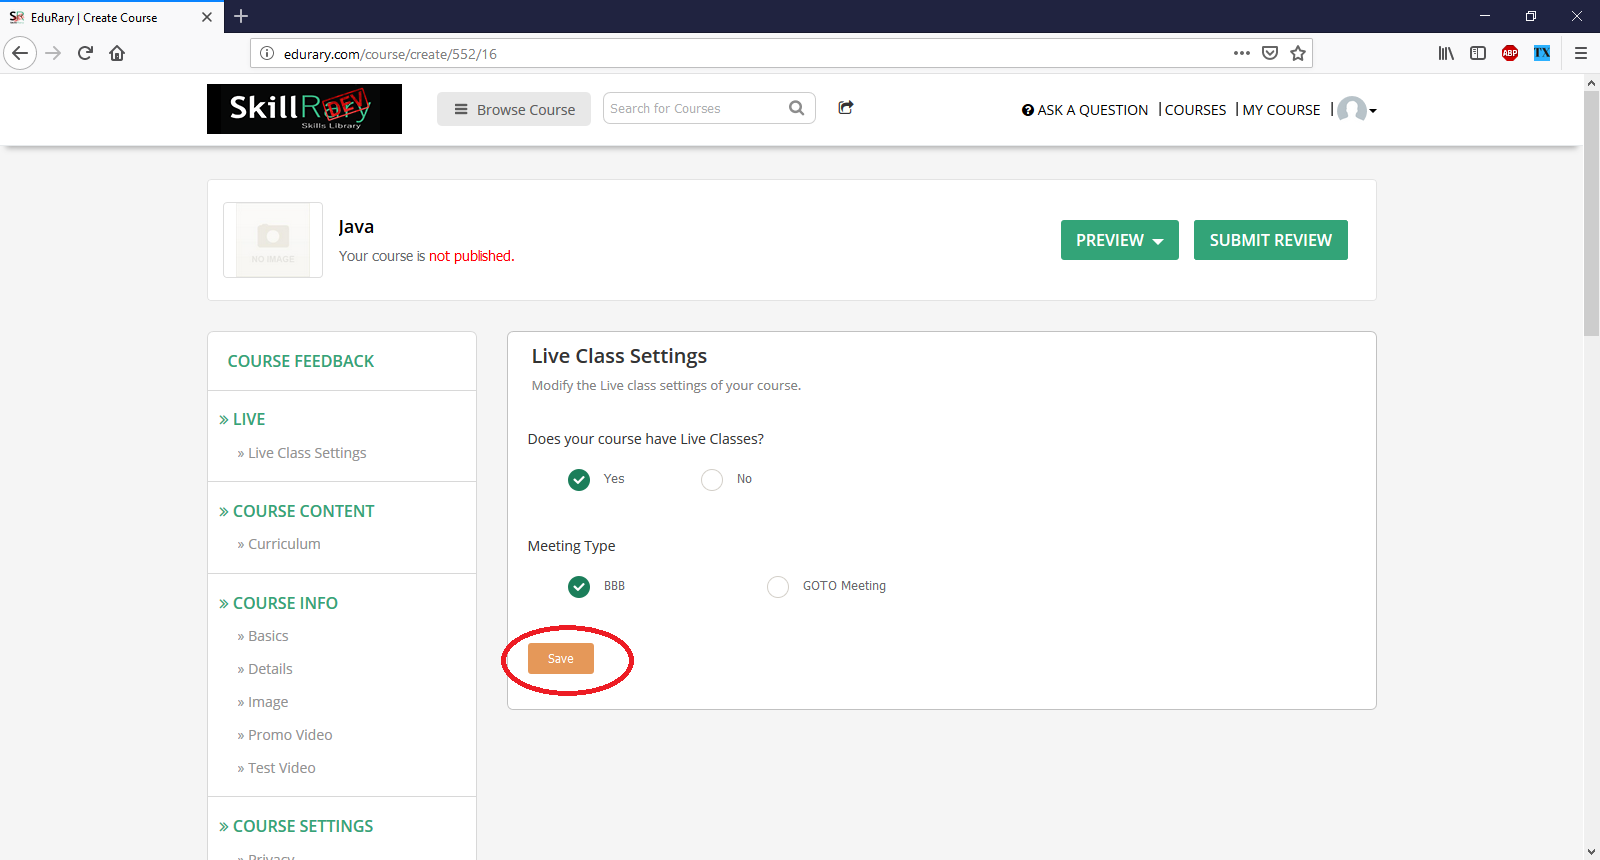 EduRary | Create Course
edurary.com/course/create/552/16
ABP
TX
SkillRary
DEV
Skills Library
Browse Course
Search for Courses
ASK A QUESTION | COURSES | MY COURSE |
NO IMAGE
Java
Your course is not published.
PREVIEW
SUBMIT REVIEW
COURSE FEEDBACK
» LIVE
» Live Class Settings
» COURSE CONTENT
» Curriculum
» COURSE INFO
» Basics
» Details
» Image
» Promo Video
» Test Video
» COURSE SETTINGS
» Privacy
Live Class Settings
Modify the Live class settings of your course.
Does your course have Live Classes?
Yes No
Meeting Type
BBB GOTO Meeting
Save